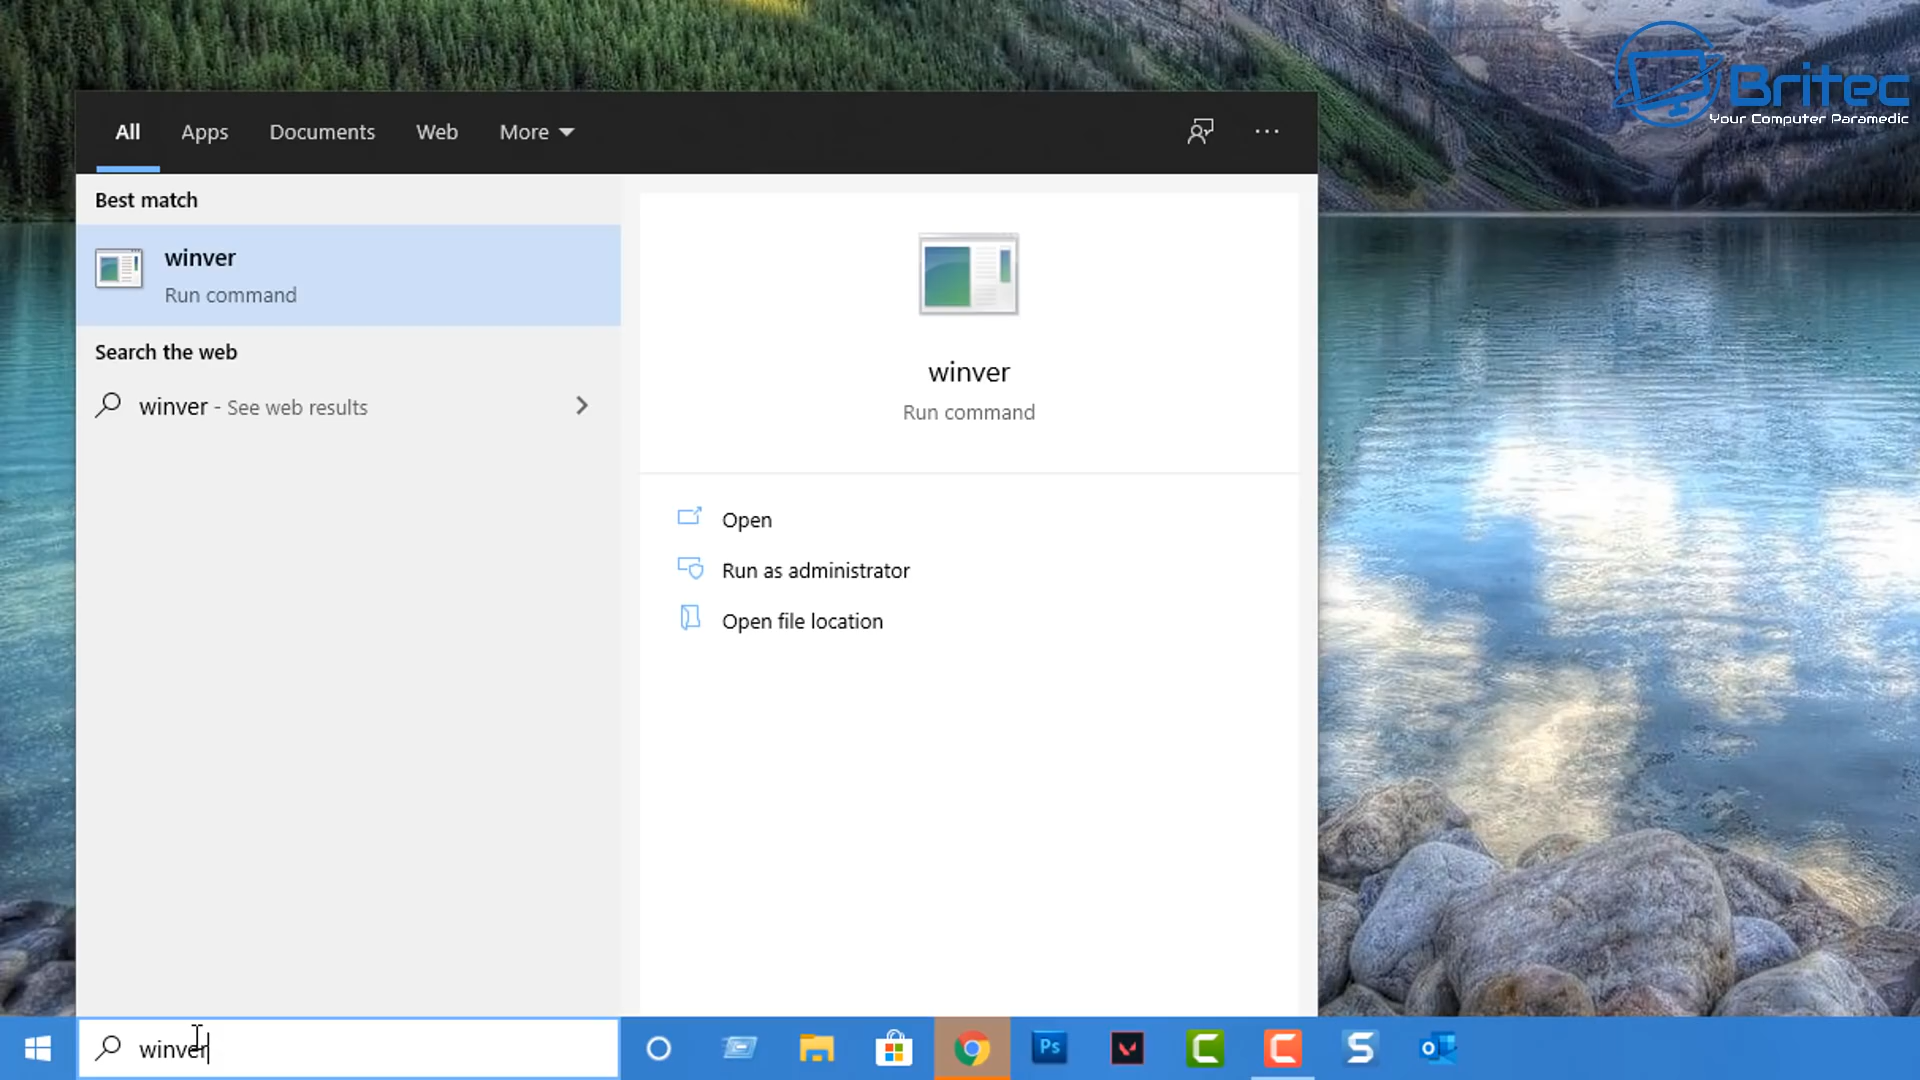 Britec
Your Computer Paramedic
All Apps Documents Web More
Best match
winver
Run command
Search the web
winver - See web results
winver
Run command
Open
Run as administrator
Open file location
winver
Ps
C
C
S